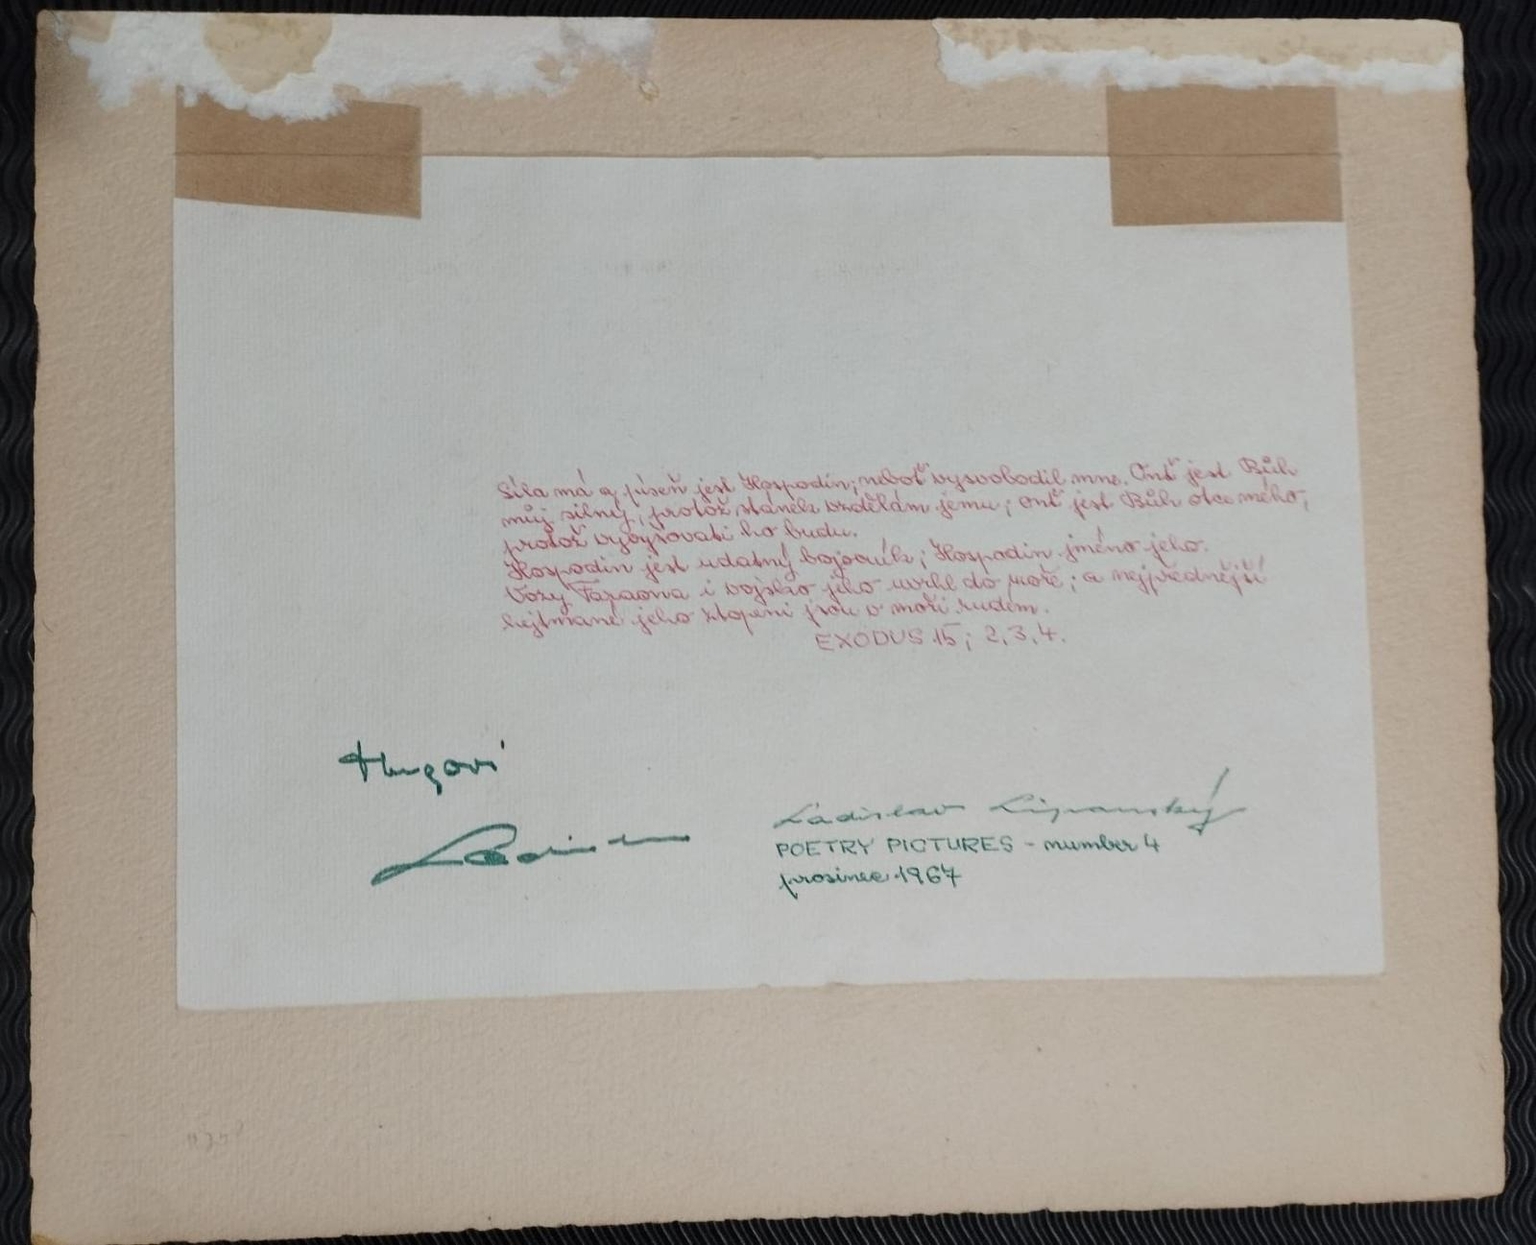 Síla má a píseň jest Hospodin; neboť vysvobodil mne. Onť jest Bůh
můj silný, protož stánek vzdělám jemu; onť jest Bůh otce mého,
protož vyvyšovati ho budu.
Hospodin jest udatný bojovník; Hospodin jméno jeho.
Vozy Faraona i vojsko jeho uvrhl do moře; a nejpřednější
hejtmané jeho ztopeni jsou v moři rudém.
EXODUS 15; 2,3,4.
Hugovi
Ladislav
Ladislav
POETRY PICTURES - number 4
prosinec 1967